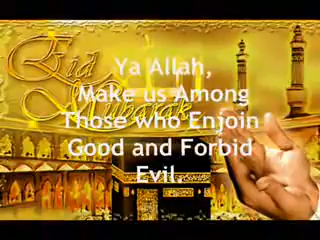 Eid
Mubarak
Ya Allah,
Make us Among
Those who Enjoin
Good and Forbid
Evil.